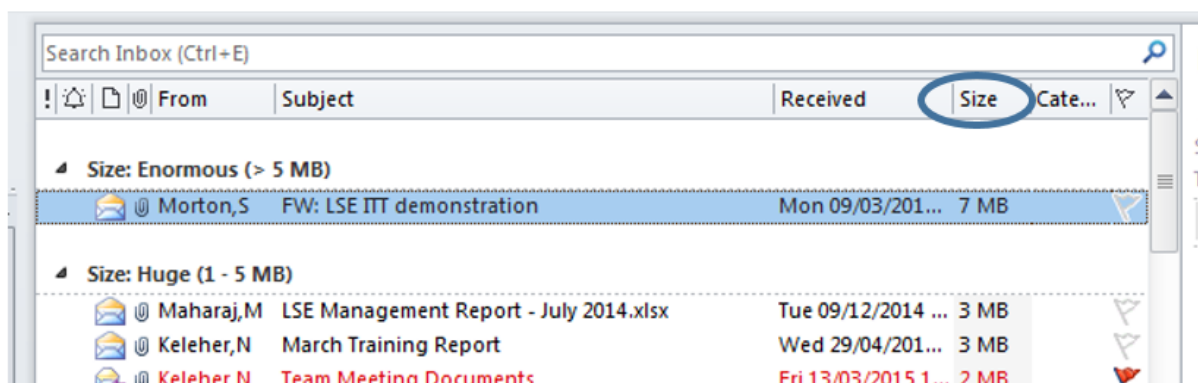 Search Inbox (Ctrl+E)
! From Subject Received Size Cate...
Size: Enormous (> 5 MB)
Morton,S FW: LSE ITT demonstration Mon 09/03/201... 7 MB
Size: Huge (1 - 5 MB)
Maharaj,M LSE Management Report - July 2014.xlsx Tue 09/12/2014 ... 3 MB
Keleher,N March Training Report Wed 29/04/201... 3 MB
Keleher,N Team Meeting Documents Fri 13/03/2015 1... 2 MB